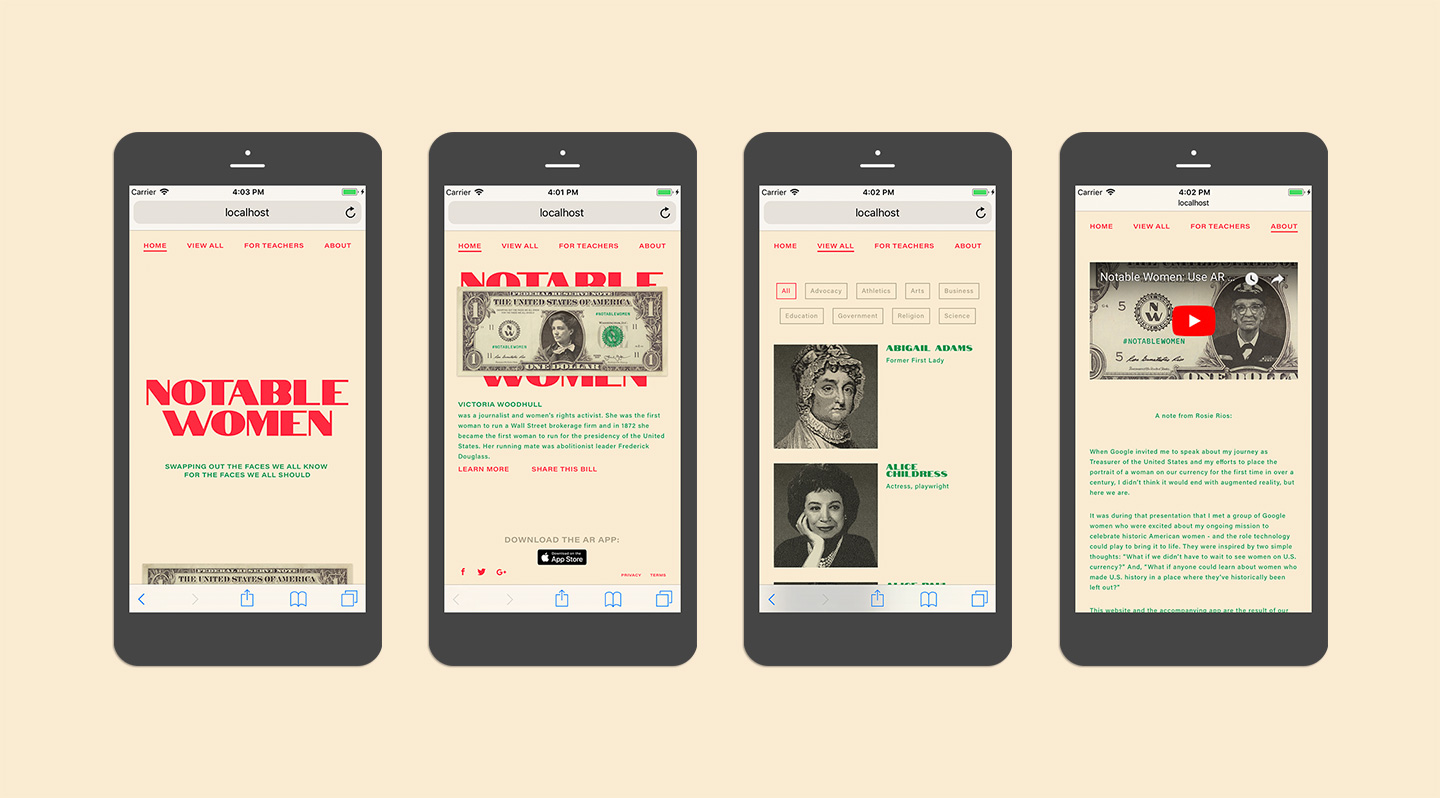 Carrier 4:03 PM
localhost
HOME VIEW ALL FOR TEACHERS ABOUT
NOTABLE
WOMEN
SWAPPING OUT THE FACES WE ALL KNOW
FOR THE FACES WE ALL SHOULD
FEDERAL RESERVE NOTE
THE UNITED STATES OF AMERICA
Carrier 4:01 PM
localhost
HOME VIEW ALL FOR TEACHERS ABOUT
NOTABLE
FEDERAL RESERVE NOTE
THE UNITED STATES OF AMERICA
1 1
11 11
NW
#NOTABLEWOMEN
#NOTABLEWOMEN
11 11
1 1
ONE DOLLAR
WOMEN
VICTORIA WOODHULL
was a journalist and women's rights activist. She was the first
woman to run a Wall Street brokerage firm and in 1872 she
became the first woman to run for the presidency of the United
States. Her running mate was abolitionist leader Frederick
Douglass.
LEARN MORE SHARE THIS BILL
DOWNLOAD THE AR APP:
Download on the
App Store
f G+
PRIVACY TERMS
Carrier 4:02 PM
localhost
HOME VIEW ALL FOR TEACHERS ABOUT
All Advocacy Athletics Arts Business
Education Government Religion Science
ABIGAIL ADAMS
Former First Lady
ALICE
CHILDRESS
Actress, playwright
ALICE PAUL
Carrier 4:02 PM
localhost
HOME VIEW ALL FOR TEACHERS ABOUT
Notable Women: Use AR ...
5
NW
#NOTABLEWOMEN
5
A note from Rosie Rios:
When Google invited me to speak about my journey as
Treasurer of the United States and my efforts to place the
portrait of a woman on our currency for the first time in over a
century, I didn't think it would end with augmented reality, but
here we are.
It was during that presentation that I met a group of Google
women who were excited about my ongoing mission to
celebrate historic American women - and the role technology
could play to bring it to life. They were inspired by two simple
thoughts: "What if we didn't have to wait to see women on U.S.
currency?" And, "What if anyone could learn about women who
made U.S. history in a place where they've historically been
left out?"
This website and the accompanying app are the result of our